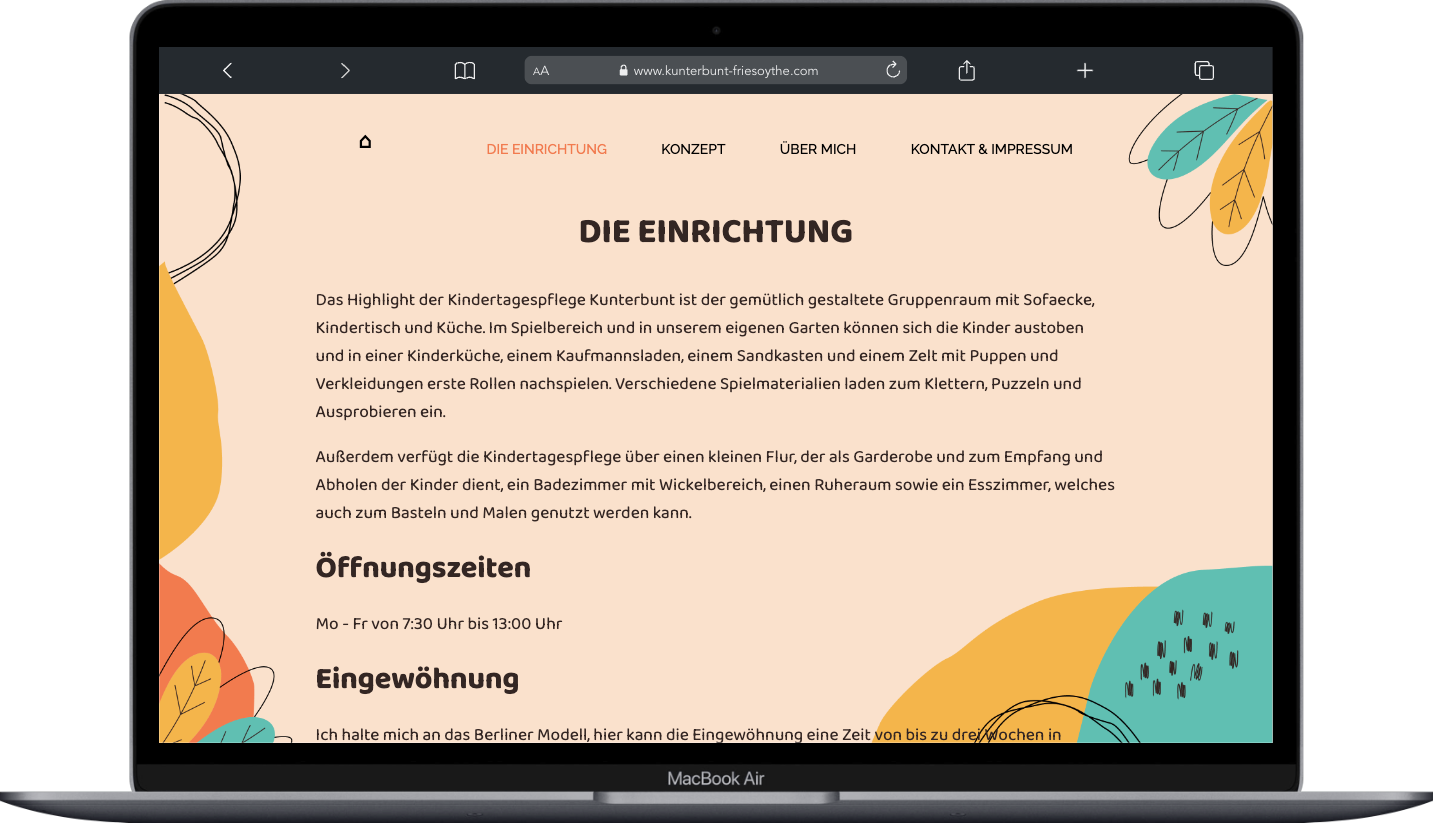 AA www.kunterbunt-friesoythe.com
DIE EINRICHTUNG KONZEPT ÜBER MICH KONTAKT & IMPRESSUM
DIE EINRICHTUNG
Das Highlight der Kindertagespflege Kunterbunt ist der gemütlich gestaltete Gruppenraum mit Sofaecke,
Kindertisch und Küche. Im Spielbereich und in unserem eigenen Garten können sich die Kinder austoben
und in einer Kinderküche, einem Kaufmannsladen, einem Sandkasten und einem Zelt mit Puppen und
Verkleidungen erste Rollen nachspielen. Verschiedene Spielmaterialien laden zum Klettern, Puzzeln und
Ausprobieren ein.
Außerdem verfügt die Kindertagespflege über einen kleinen Flur, der als Garderobe und zum Empfang und
Abholen der Kinder dient, ein Badezimmer mit Wickelbereich, einen Ruheraum sowie ein Esszimmer, welches
auch zum Basteln und Malen genutzt werden kann.
Öffnungszeiten
Mo - Fr von 7:30 Uhr bis 13:00 Uhr
Eingewöhnung
Ich halte mich an das Berliner Modell, hier kann die Eingewöhnung eine Zeit von bis zu drei Wochen in
MacBook Air